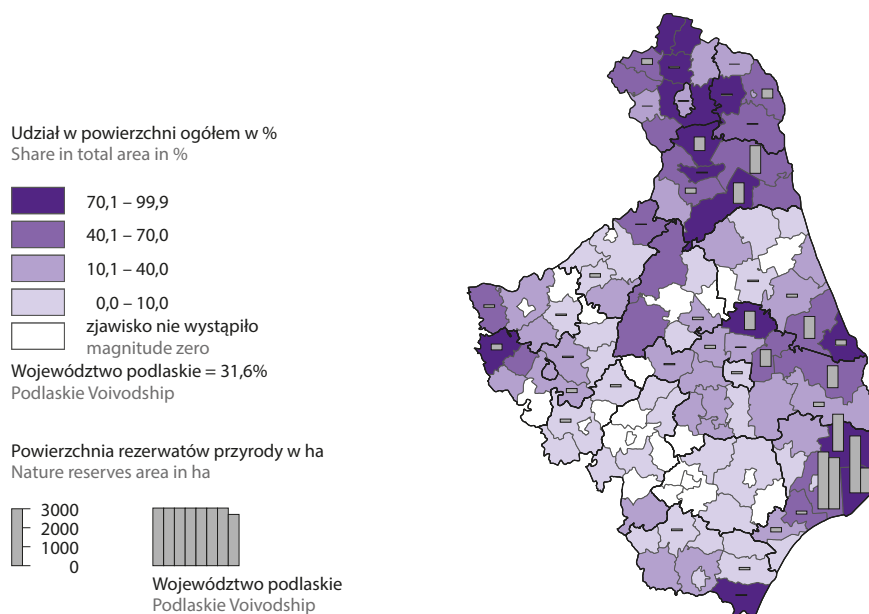 Udział w powierzchni ogółem w %
Share in total area in %
70,1 – 99,9
40,1 – 70,0
10,1 – 40,0
0,0 – 10,0
zjawisko nie wystąpiło
magnitude zero
Województwo podlaskie = 31,6%
Podlaskie Voivodship
Powierzchnia rezerwatów przyrody w ha
Nature reserves area in ha
3000
2000
1000
0
Województwo podlaskie
Podlaskie Voivodship